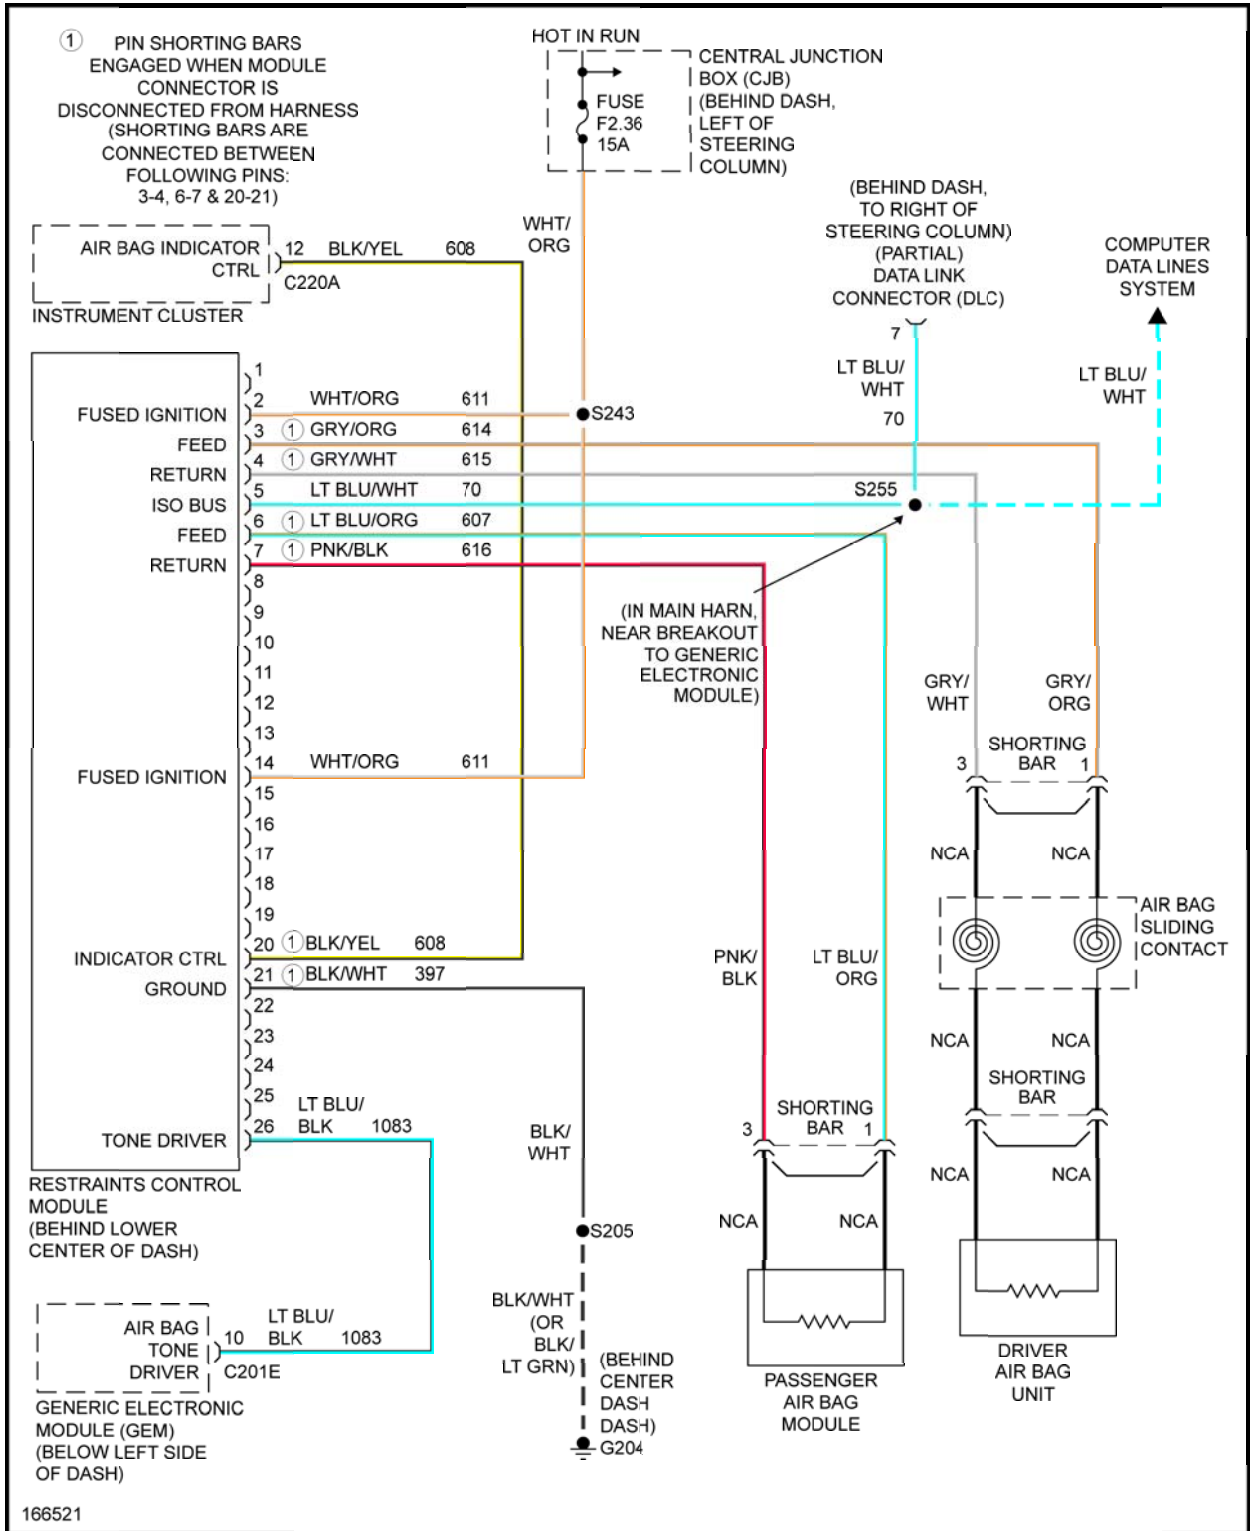 1 PIN SHORTING BARS
ENGAGED WHEN MODULE
CONNECTOR IS
DISCONNECTED FROM HARNESS
(SHORTING BARS ARE
CONNECTED BETWEEN
FOLLOWING PINS:
3-4, 6-7 & 20-21)
HOT IN RUN
FUSE
F2.36
15A
CENTRAL JUNCTION
BOX (CJB)
(BEHIND DASH,
LEFT OF
STEERING
COLUMN)
WHT/
ORG
(BEHIND DASH,
TO RIGHT OF
STEERING COLUMN)
(PARTIAL)
DATA LINK
CONNECTOR (DLC)
7
LT BLU/
WHT
70
COMPUTER
DATA LINES
SYSTEM
LT BLU/
WHT
AIR BAG INDICATOR
CTRL
12 BLK/YEL 608
C220A
INSTRUMENT CLUSTER
1
FUSED IGNITION 2 WHT/ORG 611
S243
FEED 3 1 GRY/ORG 614
RETURN 4 1 GRY/WHT 615
ISO BUS 5 LT BLU/WHT 70
S255
FEED 6 1 LT BLU/ORG 607
RETURN 7 1 PNK/BLK 616
8
9
10
11
12
13
FUSED IGNITION 14 WHT/ORG 611
15
16
17
18
19
INDICATOR CTRL 20 1 BLK/YEL 608
GROUND 21 1 BLK/WHT 397
22
23
24
25
TONE DRIVER 26 LT BLU/
BLK 1083
RESTRAINTS CONTROL
MODULE
(BEHIND LOWER
CENTER OF DASH)
(IN MAIN HARN,
NEAR BREAKOUT
TO GENERIC
ELECTRONIC
MODULE)
GRY/
WHT
GRY/
ORG
3 SHORTING
BAR 1
NCA NCA
AIR BAG
SLIDING
CONTACT
NCA NCA
SHORTING
BAR
NCA NCA
DRIVER
AIR BAG
UNIT
PNK/
BLK
LT BLU/
ORG
3 SHORTING
BAR 1
NCA NCA
PASSENGER
AIR BAG
MODULE
BLK/
WHT
S205
BLK/WHT
(OR
BLK/
LT GRN)
(BEHIND
CENTER
DASH
DASH)
G204
AIR BAG
TONE
DRIVER
10 LT BLU/
BLK 1083
C201E
GENERIC ELECTRONIC
MODULE (GEM)
(BELOW LEFT SIDE
OF DASH)
166521